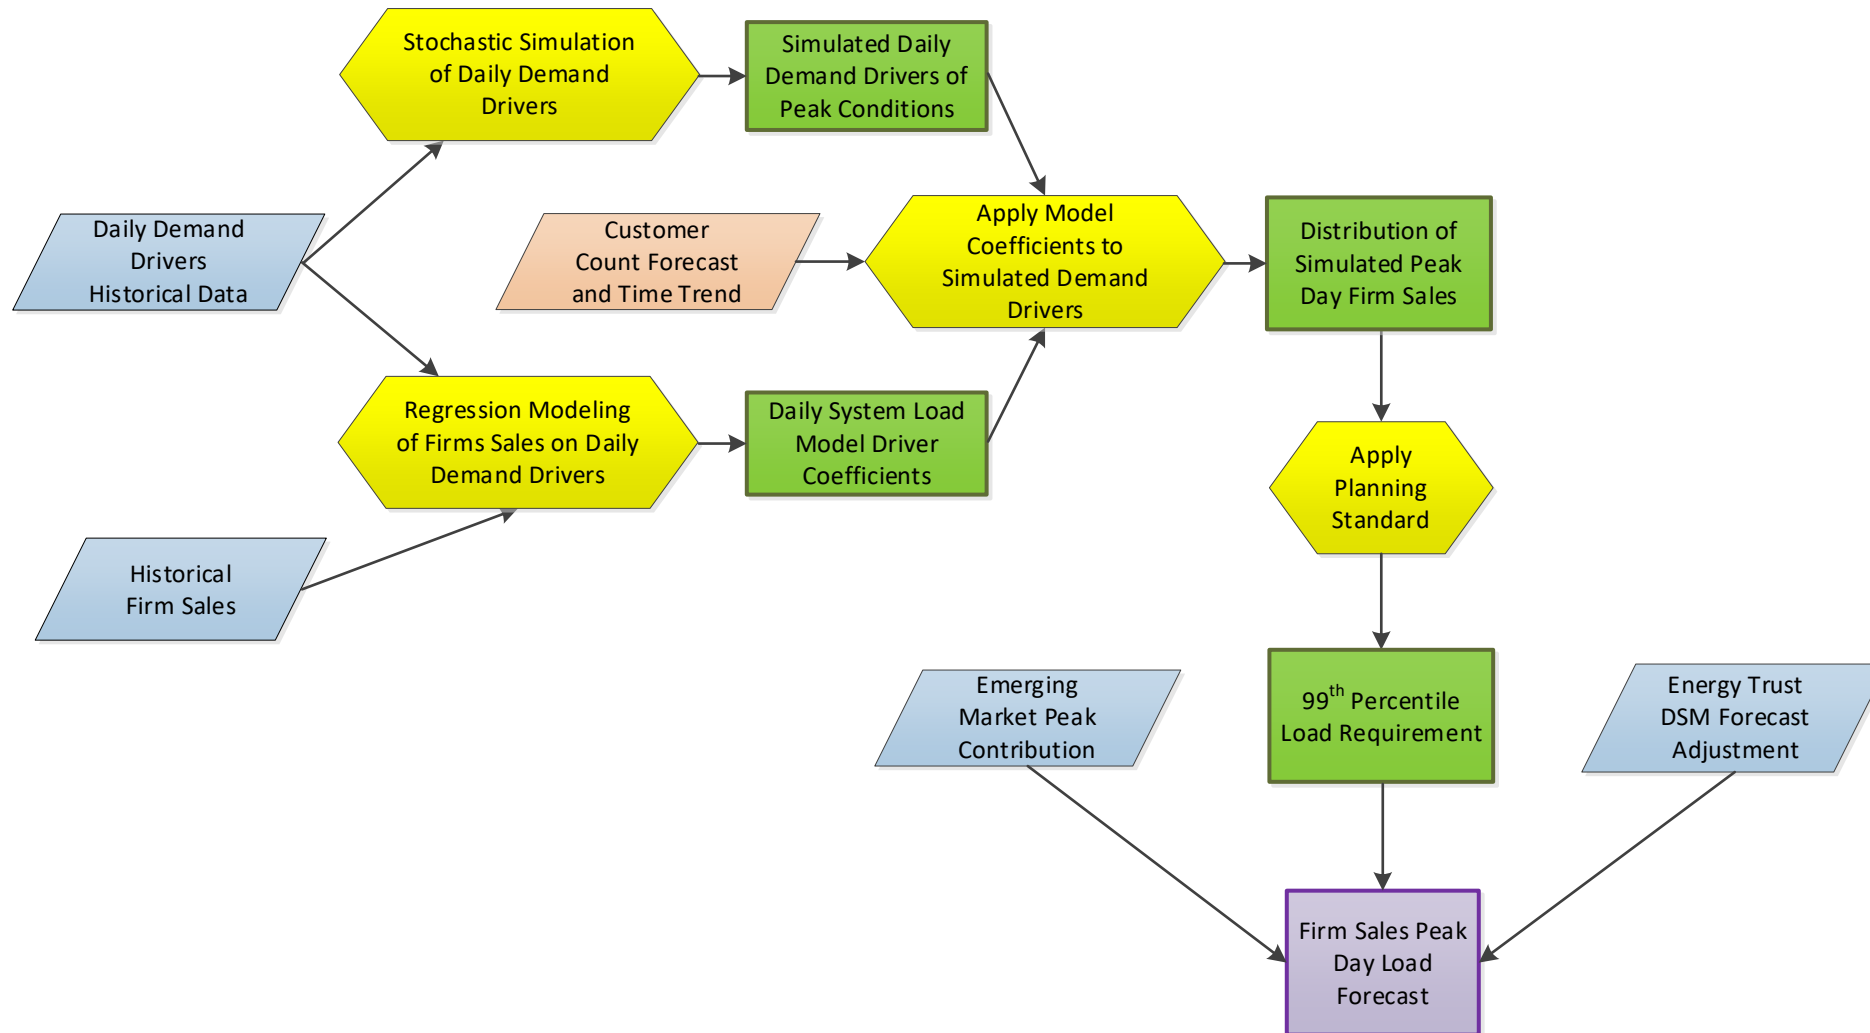 Stochastic Simulation
of Daily Demand
Drivers
Simulated Daily
Demand Drivers of
Peak Conditions
Daily Demand
Drivers
Historical Data
Customer
Count Forecast
and Time Trend
Apply Model
Coefficients to
Simulated Demand
Drivers
Distribution of
Simulated Peak
Day Firm Sales
Regression Modeling
of Firms Sales on Daily
Demand Drivers
Daily System Load
Model Driver
Coefficients
Apply
Planning
Standard
Historical
Firm Sales
Emerging
Market Peak
Contribution
99th Percentile
Load Requirement
Energy Trust
DSM Forecast
Adjustment
Firm Sales Peak
Day Load
Forecast